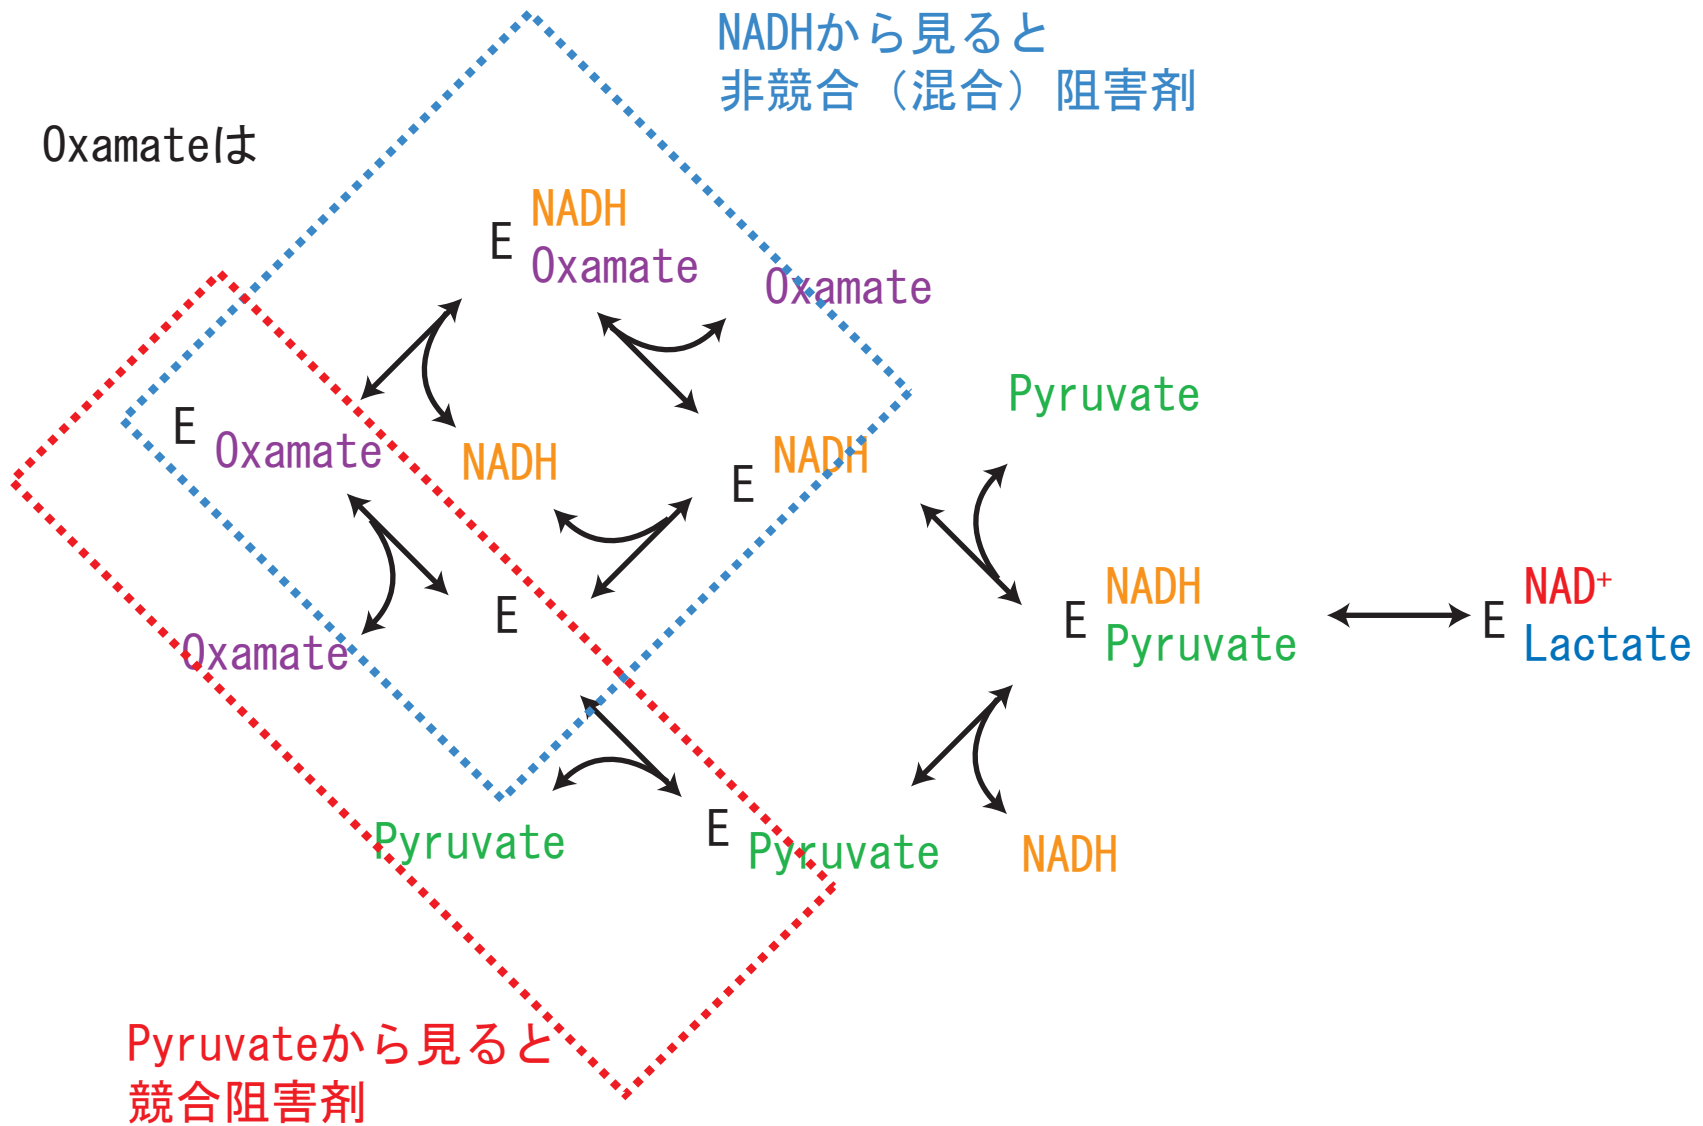 NADHから見ると
非競合（混合）阻害剤
Oxamateは
E
NADH
Oxamate
Oxamate
Pyruvate
E
Oxamate
NADH
E
NADH
E
Oxamate
E
NADH
Pyruvate
E
NAD+
Lactate
Pyruvate
E
Pyruvate
NADH
Pyruvateから見ると
競合阻害剤